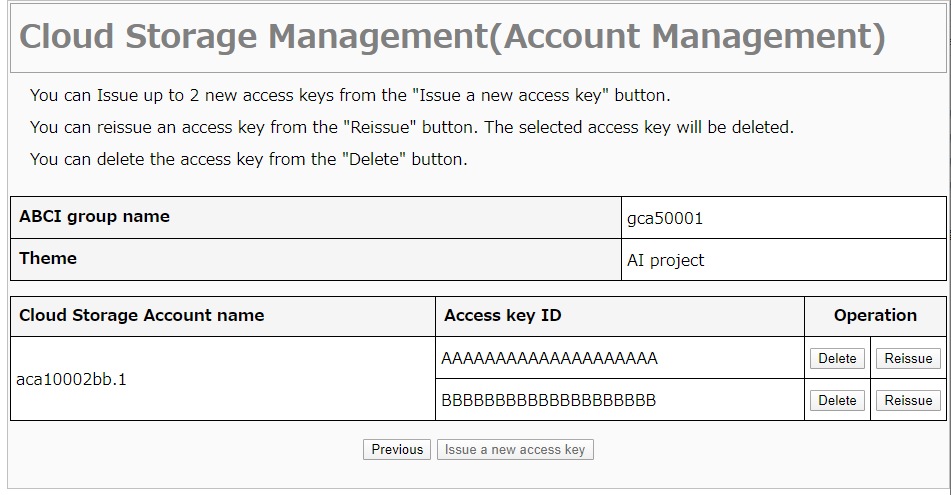 Cloud Storage Management(Account Management)
You can Issue up to 2 new access keys from the "Issue a new access key" button.
You can reissue an access key from the "Reissue" button. The selected access key will be deleted.
You can delete the access key from the "Delete" button.
ABCI group name gca50001
Theme AI project
Cloud Storage Account name Access key ID Operation
aca10002bb.1
AAAAAAAAAAAAAAAAAAAA Delete Reissue
BBBBBBBBBBBBBBBBBBBB Delete Reissue
Previous Issue a new access key